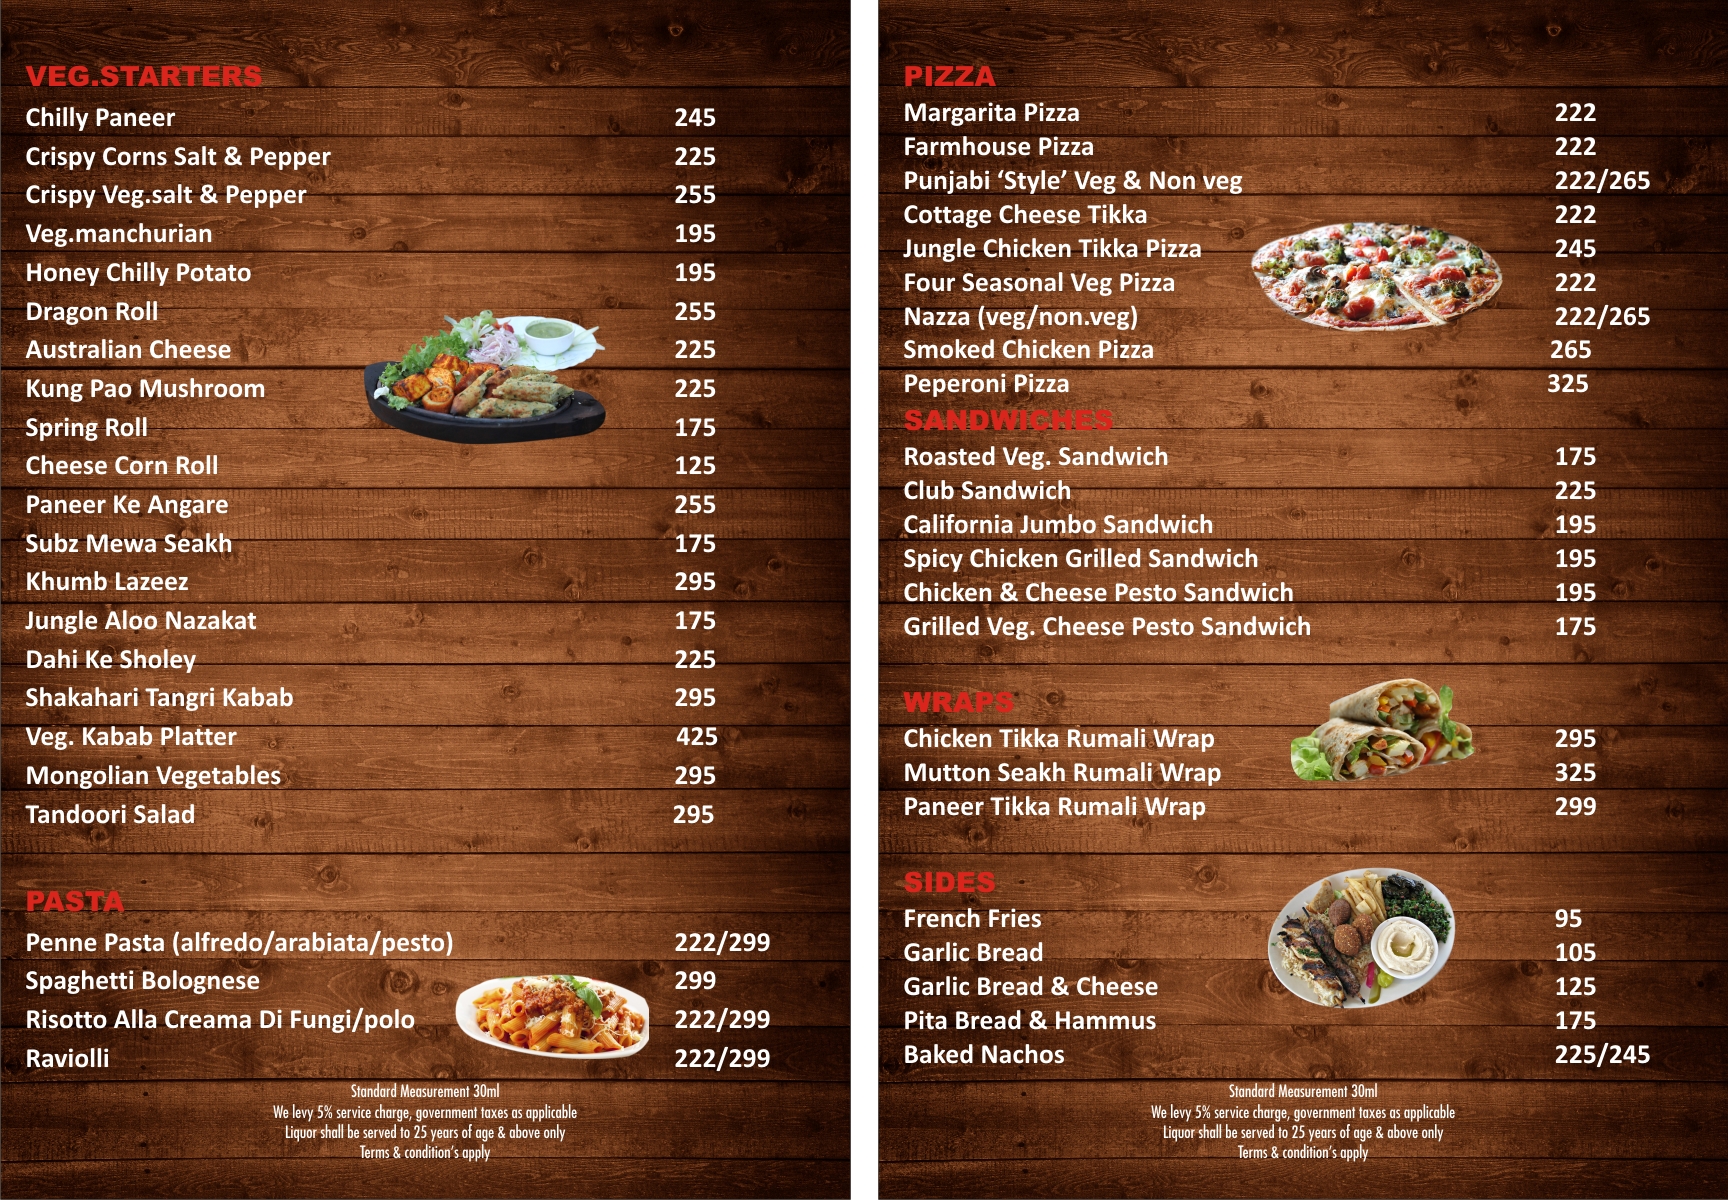 VEG.STARTERS
Chilly Paneer 245
Crispy Corns Salt & Pepper 225
Crispy Veg.salt & Pepper 255
Veg.manchurian 195
Honey Chilly Potato 195
Dragon Roll 255
Australian Cheese 225
Kung Pao Mushroom 225
Spring Roll 175
Cheese Corn Roll 125
Paneer Ke Angare 255
Subz Mewa Seakh 175
Khumb Lazeez 295
Jungle Aloo Nazakat 175
Dahi Ke Sholey 225
Shakahari Tangri Kabab 295
Veg. Kabab Platter 425
Mongolian Vegetables 295
Tandoori Salad 295
PASTA
Penne Pasta (alfredo/arabiata/pesto) 222/299
Spaghetti Bolognese 299
Risotto Alla Creama Di Fungi/polo 222/299
Raviolli 222/299
Standard Measurement 30ml
We levy 5% service charge, government taxes as applicable
Liquor shall be served to 25 years of age & above only
Terms & condition's apply
PIZZA
Margarita Pizza 222
Farmhouse Pizza 222
Punjabi ‘Style’ Veg & Non veg 222/265
Cottage Cheese Tikka 222
Jungle Chicken Tikka Pizza 245
Four Seasonal Veg Pizza 222
Nazza (veg/non.veg) 222/265
Smoked Chicken Pizza 265
Peperoni Pizza 325
SANDWICHES
Roasted Veg. Sandwich 175
Club Sandwich 225
California Jumbo Sandwich 195
Spicy Chicken Grilled Sandwich 195
Chicken & Cheese Pesto Sandwich 195
Grilled Veg. Cheese Pesto Sandwich 175
WRAPS
Chicken Tikka Rumali Wrap 295
Mutton Seakh Rumali Wrap 325
Paneer Tikka Rumali Wrap 299
SIDES
French Fries 95
Garlic Bread 105
Garlic Bread & Cheese 125
Pita Bread & Hammus 175
Baked Nachos 225/245
Standard Measurement 30ml
We levy 5% service charge, government taxes as applicable
Liquor shall be served to 25 years of age & above only
Terms & condition's apply